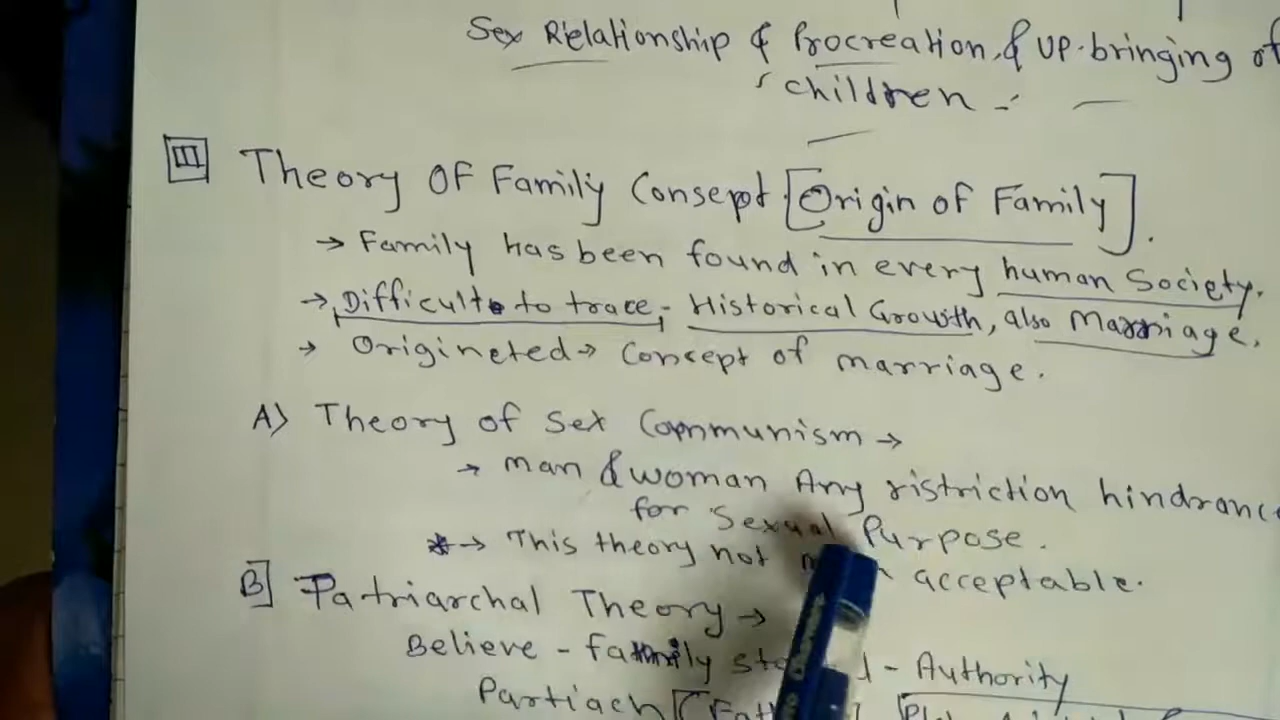 Sex Relationship & Procreation, & up-bringing of
children -
III Theory Of Family Consept [Origin of Family].
→ Family has been found in every human Society.
→ Difficult to trace - Historical Growth, also Marriage.
→ Origineted → Concept of marriage.
A) Theory of Sex Communism →
→ man & woman Any ristriction hindranc
for Sexual Purpose.
* → This theory not acceptable.
B] Patriarchal Theory →
Believe - family - Authority
Partiach